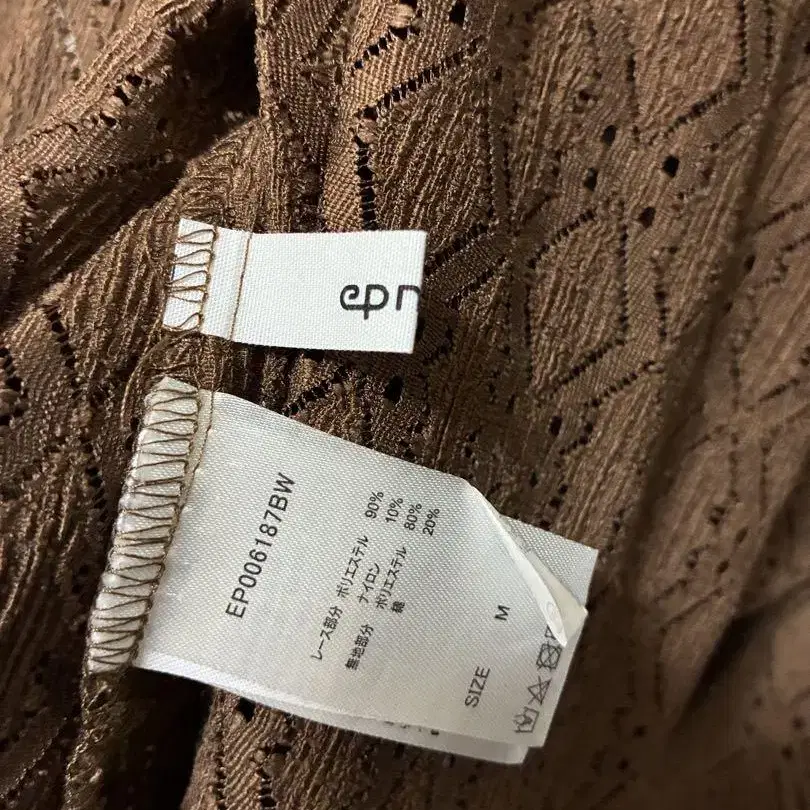 EP006187BW
レース部分 ポリエステル 90%
ナイロン 10%
無地部分 ポリエステル 80%
綿 20%
SIZE M